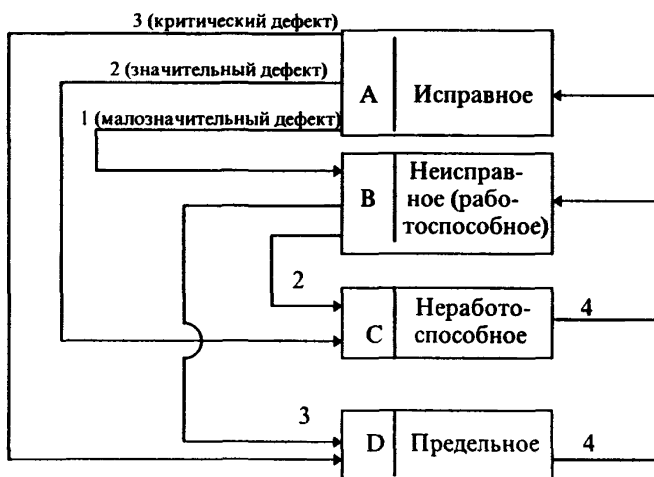 3 (критический дефект)
2 (значительный дефект)
A Исправное
1 (малозначительный дефект)
B Неисправ-
ное (рабо-
тоспособное)
2
C Неработо-
способное
4
3
D Предельное
4